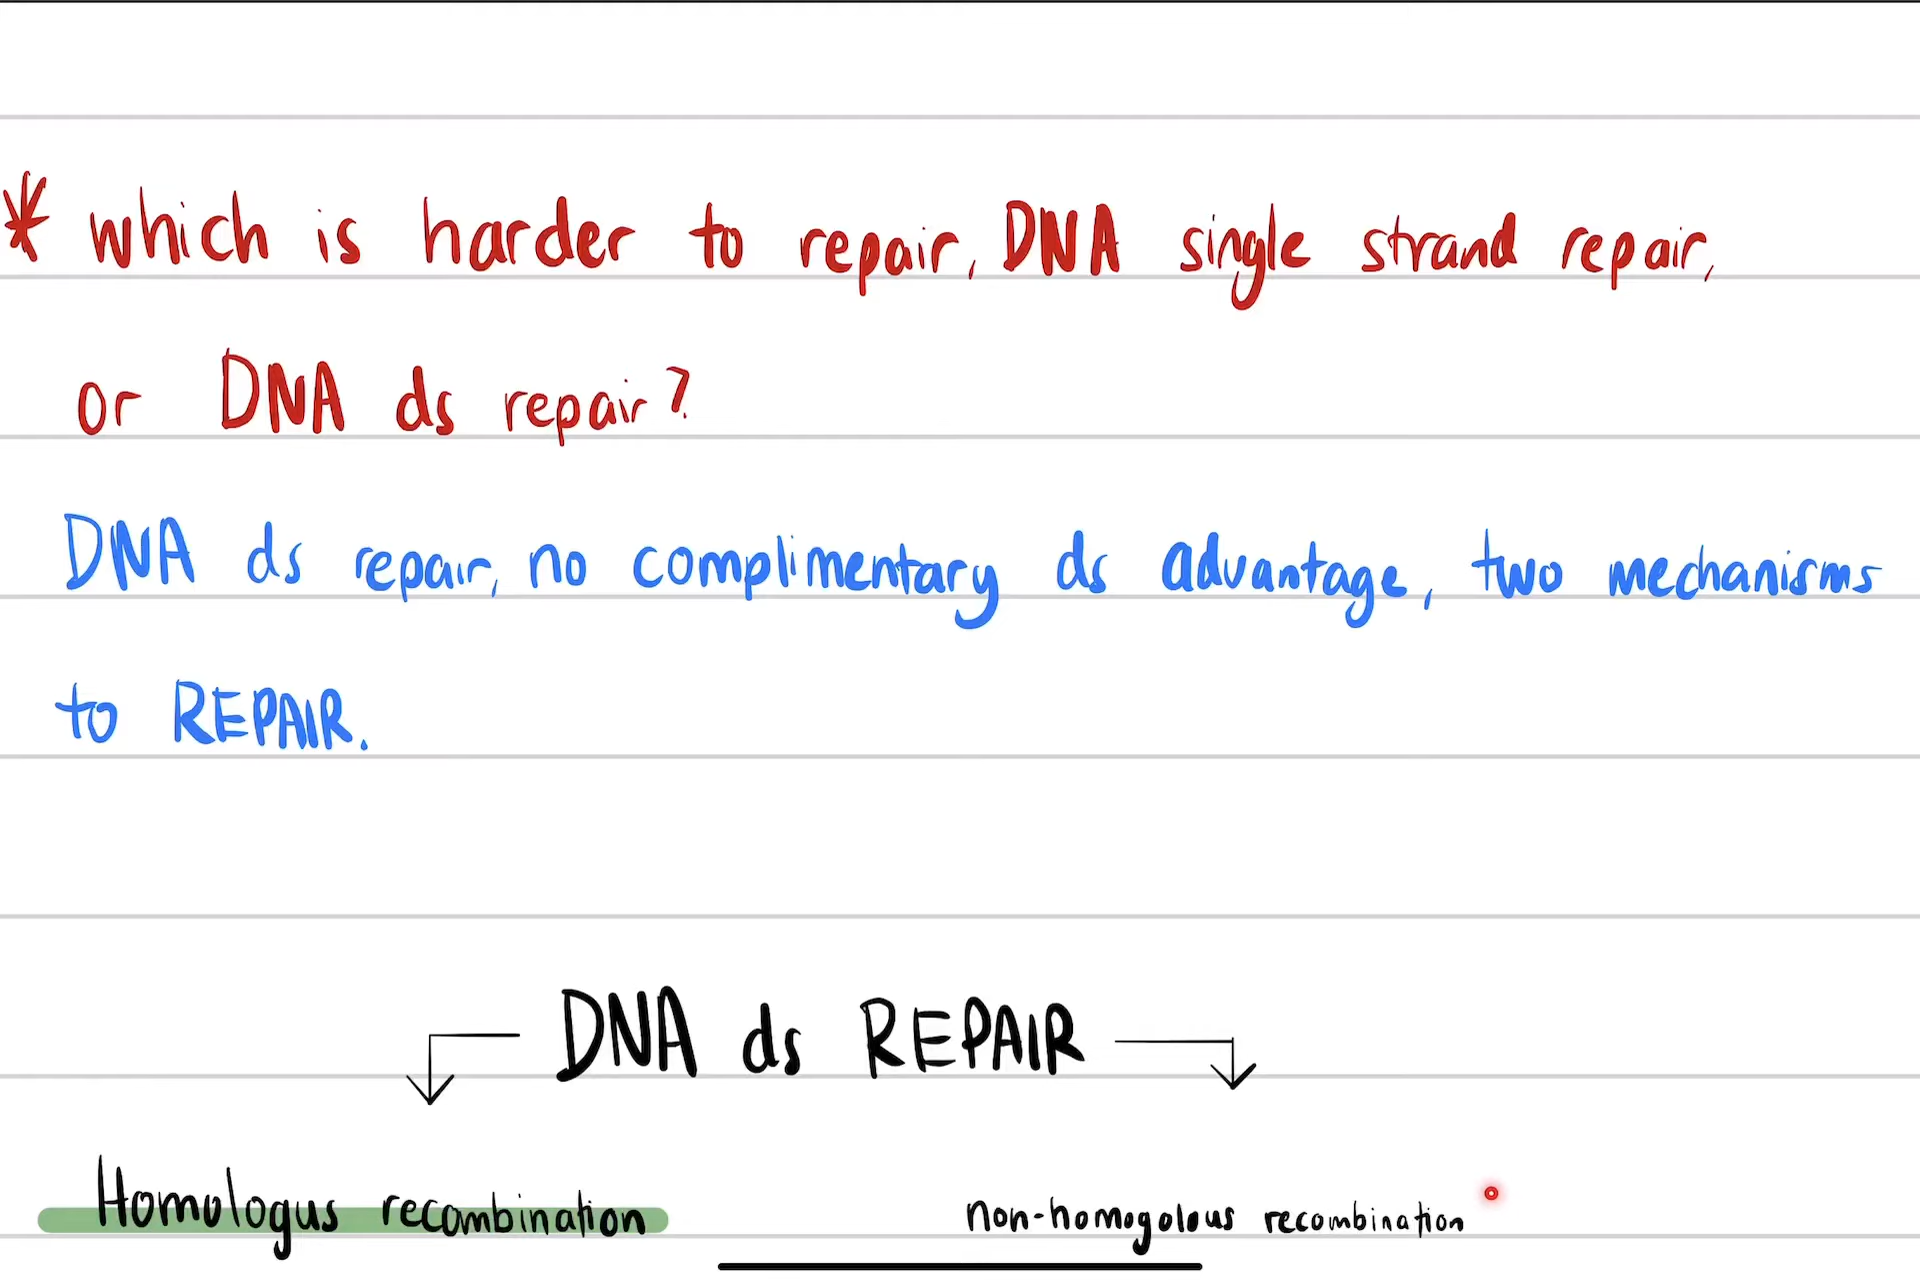 * which is harder to repair, DNA single strand repair,
or DNA ds repair?
DNA ds repair, no complimentary ds advantage, two mechanisms
to REPAIR.
DNA ds REPAIR
Homologus recombination non-homogolous recombination